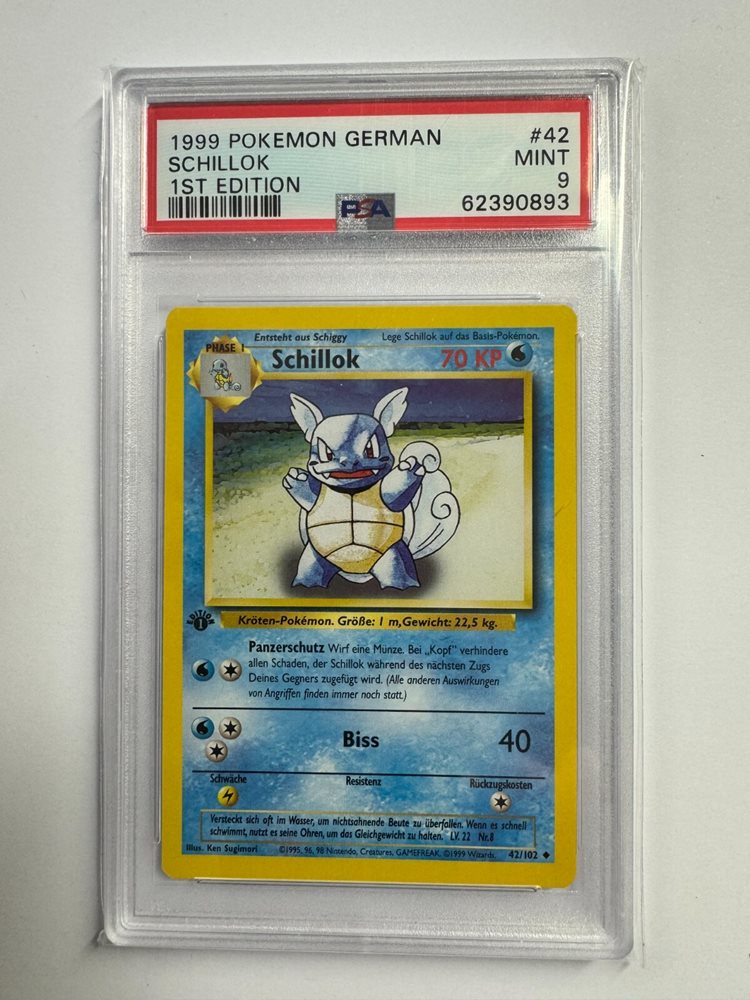 1999 POKEMON GERMAN #42
SCHILLOK MINT
1ST EDITION 9
PSA 62390893
Entsteht aus Schiggy Lege Schillok auf das Basis-Pokémon.
PHASE 1
Schillok 70 KP
EDITION 1
Kröten-Pokémon. Größe: 1 m, Gewicht: 22,5 kg.
Panzerschutz Wirf eine Münze. Bei „Kopf" verhindere
allen Schaden, der Schillok während des nächsten Zugs
Deines Gegners zugefügt wird. (Alle anderen Auswirkungen
von Angriffen finden immer noch statt.)
Biss 40
Schwäche Resistenz Rückzugskosten
Versteckt sich oft im Wasser, um nichtsahnende Beute zu überfallen. Wenn es schnell
schwimmt, nutzt es seine Ohren, um das Gleichgewicht zu halten. LV. 22 Nr. 8
Illus. Ken Sugimori ©1995, 96, 98 Nintendo, Creatures, GAMEFREAK. ©1999 Wizards. 42/102